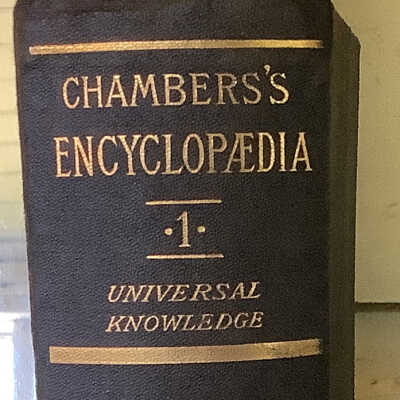 CHAMBERS'S
ENCYCLOPÆDIA
·1·
UNIVERSAL
KNOWLEDGE